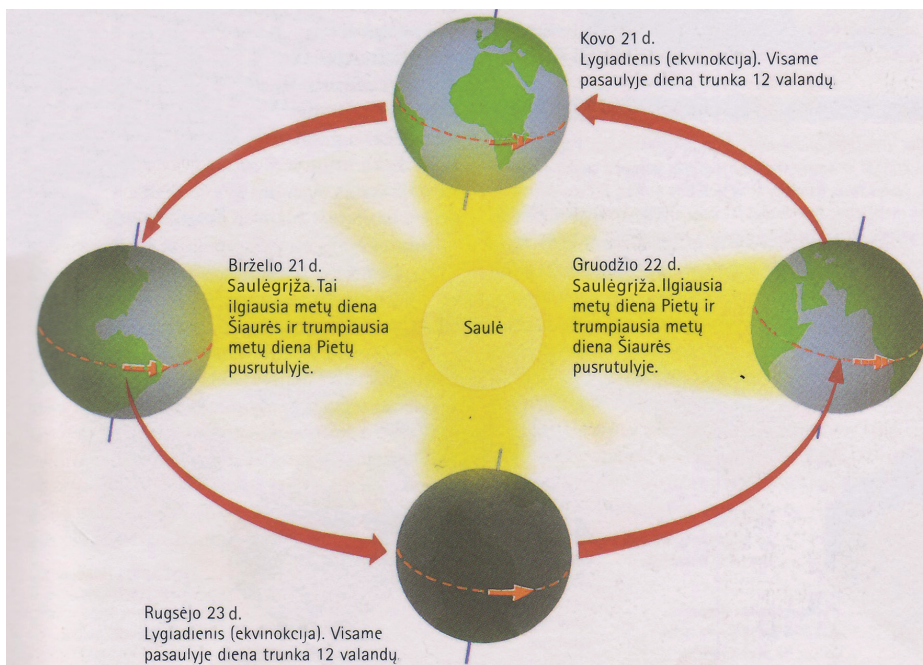 Kovo 21 d.
Lygiadienis (ekvinokcija). Visame
pasaulyje diena trunka 12 valandų.
Birželio 21 d.
Saulėgrįža. Tai
ilgiausia metų diena
Šiaurės ir trumpiausia
metų diena Pietų
pusrutulyje.
Saulė
Gruodžio 22 d.
Saulėgrįža. Ilgiausia
metų diena Pietų ir
trumpiausia metų
diena Šiaurės
pusrutulyje.
Rugsėjo 23 d.
Lygiadienis (ekvinokcija). Visame
pasaulyje diena trunka 12 valandų.